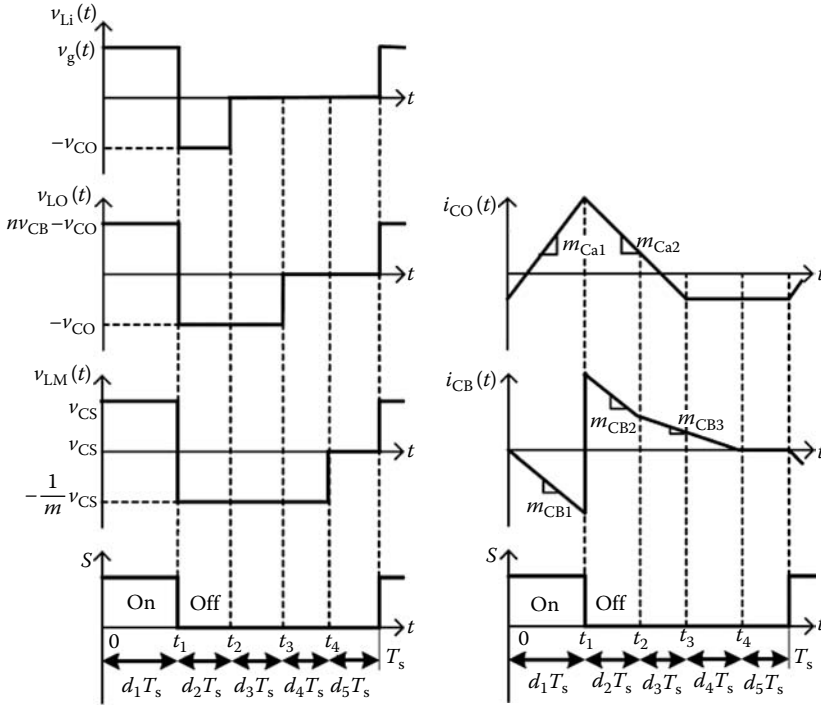 v_Li(t)
v_g(t)
t
−v_CO
v_LO(t)
nv_CB−v_CO
t
−v_CO
v_LM(t)
v_CS
v_CS
t
−1/m v_CS
S
On Off
t
0 t_1 t_2 t_3 t_4 T_s
d_1T_s d_2T_s d_3T_s d_4T_s d_5T_s
i_CO(t)
m_Ca1 m_Ca2
t
i_CB(t)
m_CB2 m_CB3
t
m_CB1
S
On Off
t
0 t_1 t_2 t_3 t_4 T_s
d_1T_s d_2T_s d_3T_s d_4T_s d_5T_s